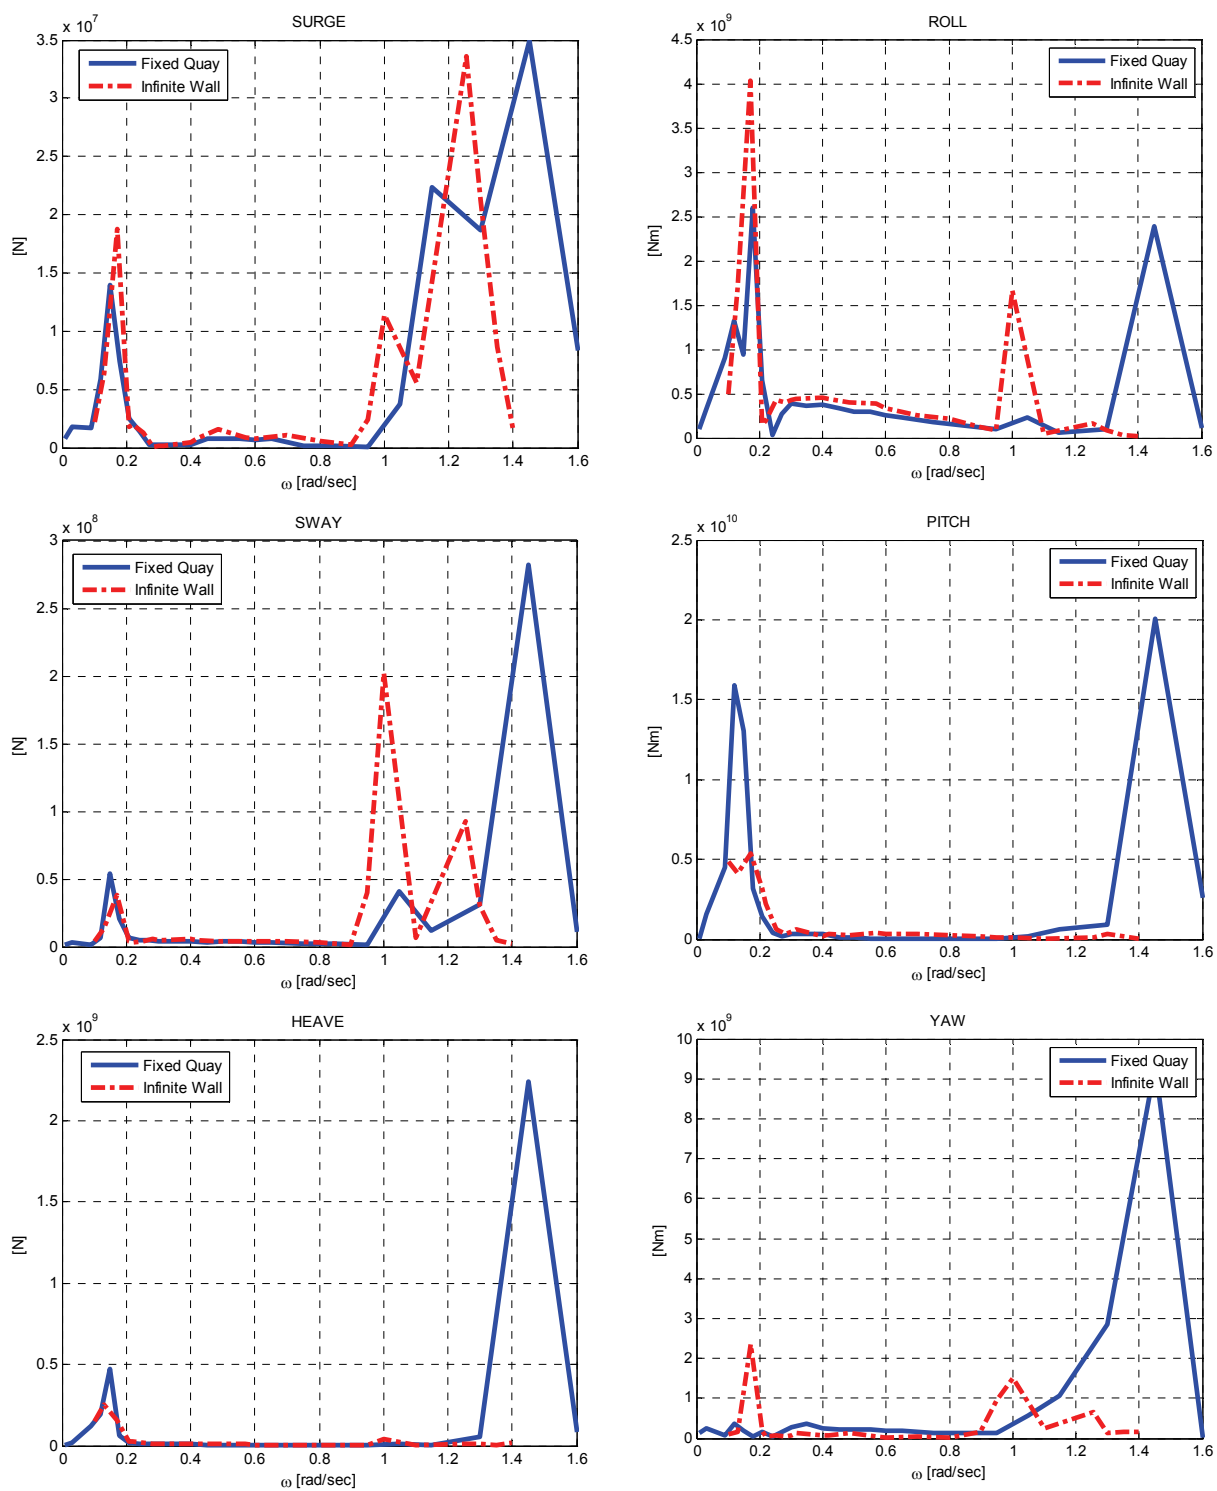 SURGE
x 10^7
3.5
3
2.5
2
1.5
1
0.5
0
[N]
Fixed Quay
Infinite Wall
0 0.2 0.4 0.6 0.8 1 1.2 1.4 1.6
ω [rad/sec]
ROLL
x 10^9
4.5
4
3.5
3
2.5
2
1.5
1
0.5
0
[Nm]
Fixed Quay
Infinite Wall
0 0.2 0.4 0.6 0.8 1 1.2 1.4 1.6
ω [rad/sec]
SWAY
x 10^8
3
2.5
2
1.5
1
0.5
0
[N]
Fixed Quay
Infinite Wall
0 0.2 0.4 0.6 0.8 1 1.2 1.4 1.6
ω [rad/sec]
PITCH
x 10^10
2.5
2
1.5
1
0.5
0
[Nm]
Fixed Quay
Infinite Wall
0 0.2 0.4 0.6 0.8 1 1.2 1.4 1.6
ω [rad/sec]
HEAVE
x 10^9
2.5
2
1.5
1
0.5
0
[N]
Fixed Quay
Infinite Wall
0 0.2 0.4 0.6 0.8 1 1.2 1.4 1.6
ω [rad/sec]
YAW
x 10^9
10
9
8
7
6
5
4
3
2
1
0
[Nm]
Fixed Quay
Infinite Wall
0 0.2 0.4 0.6 0.8 1 1.2 1.4 1.6
ω [rad/sec]